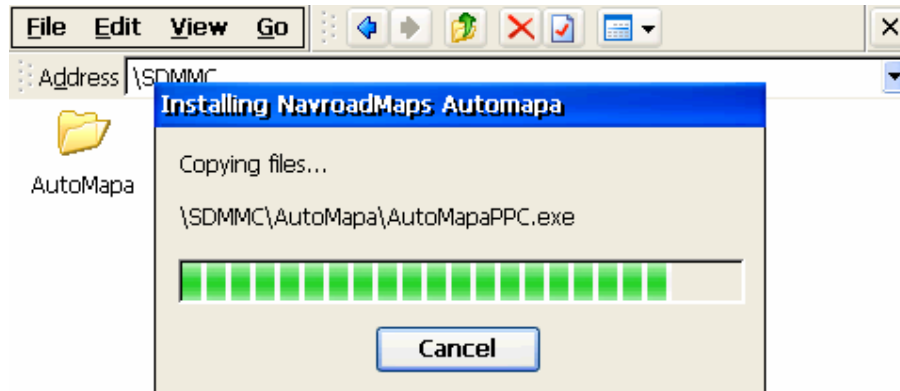 File Edit View Go
Address \SDMMC
Installing NavroadMaps Automapa
AutoMapa
Copying files...
\SDMMC\AutoMapa\AutoMapaPPC.exe
Cancel